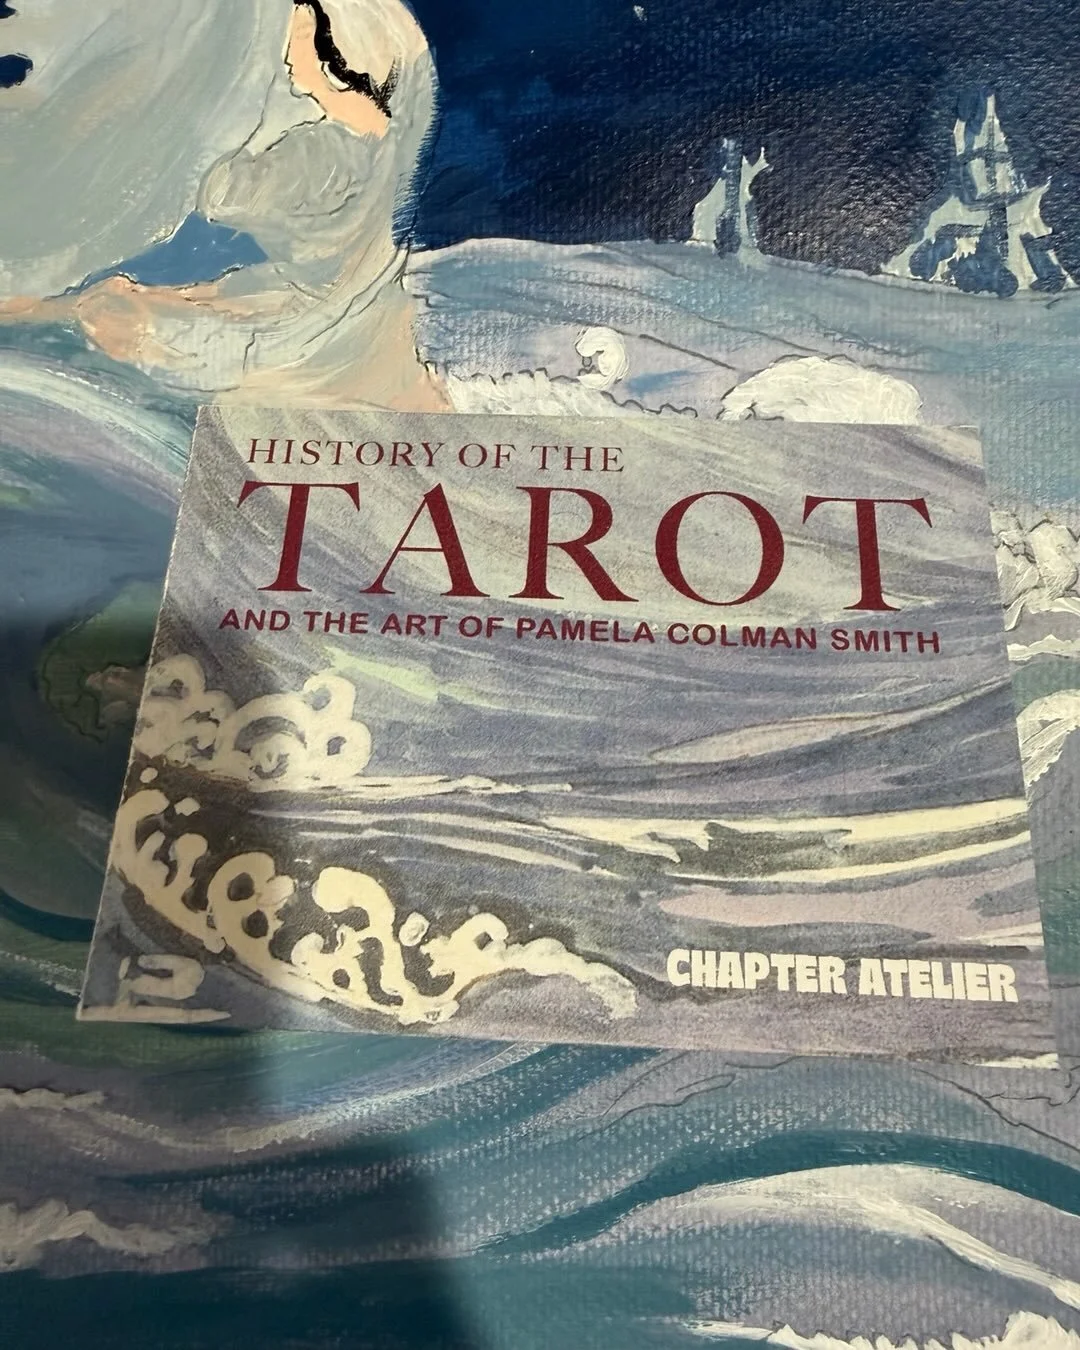 HISTORY OF THE
TAROT
AND THE ART OF PAMELA COLMAN SMITH
CHAPTER ATELIER